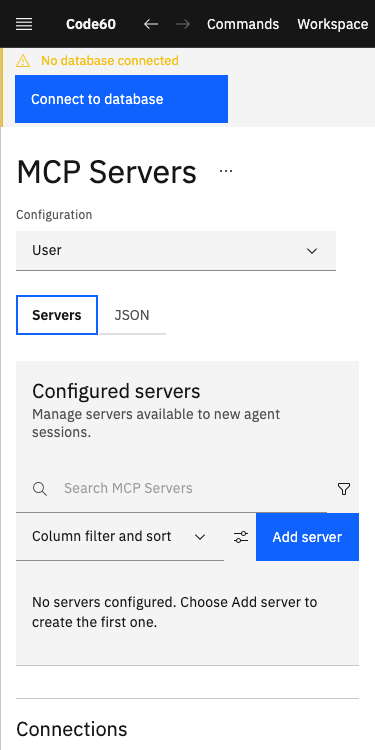 Code60
Commands
Workspace
No database connected
Connect to database
MCP Servers
Configuration
User
Servers
JSON
Configured servers
Manage servers available to new agent
sessions.
Search MCP Servers
Column filter and sort
Add server
No servers configured. Choose Add server to
create the first one.
Connections